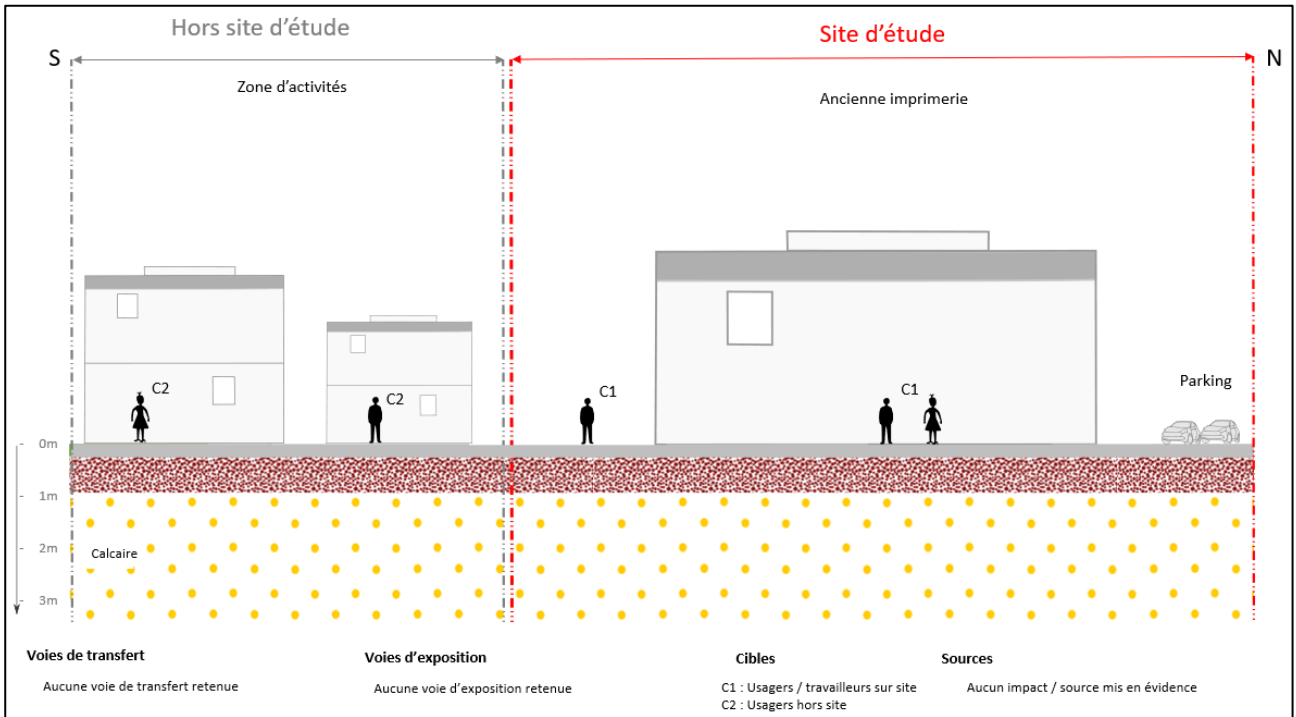 Hors site d'étude
Site d'étude
S
N
Zone d'activités
Ancienne imprimerie
C2
C2
C1
C1
Parking
0m
1m
2m
Calcaire
3m
Voies de transfert
Aucune voie de transfert retenue
Voies d'exposition
Aucune voie d'exposition retenue
Cibles
C1 : Usagers / travailleurs sur site
C2 : Usagers hors site
Sources
Aucun impact / source mis en évidence